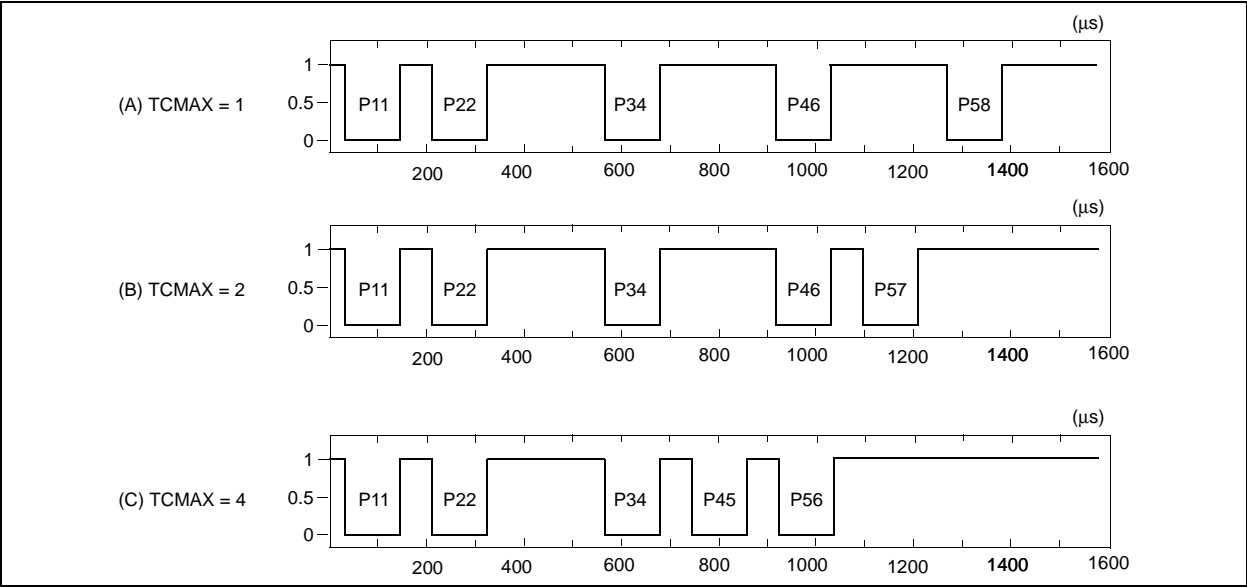 (μs)
1
(A) TCMAX = 1
0.5
P11 P22 P34 P46 P58
0
200 400 600 800 1000 1200 1400 1600
(μs)
1
(B) TCMAX = 2
0.5
P11 P22 P34 P46 P57
0
200 400 600 800 1000 1200 1400 1600
(μs)
1
(C) TCMAX = 4
0.5
P11 P22 P34 P45 P56
0
200 400 600 800 1000 1200 1400 1600